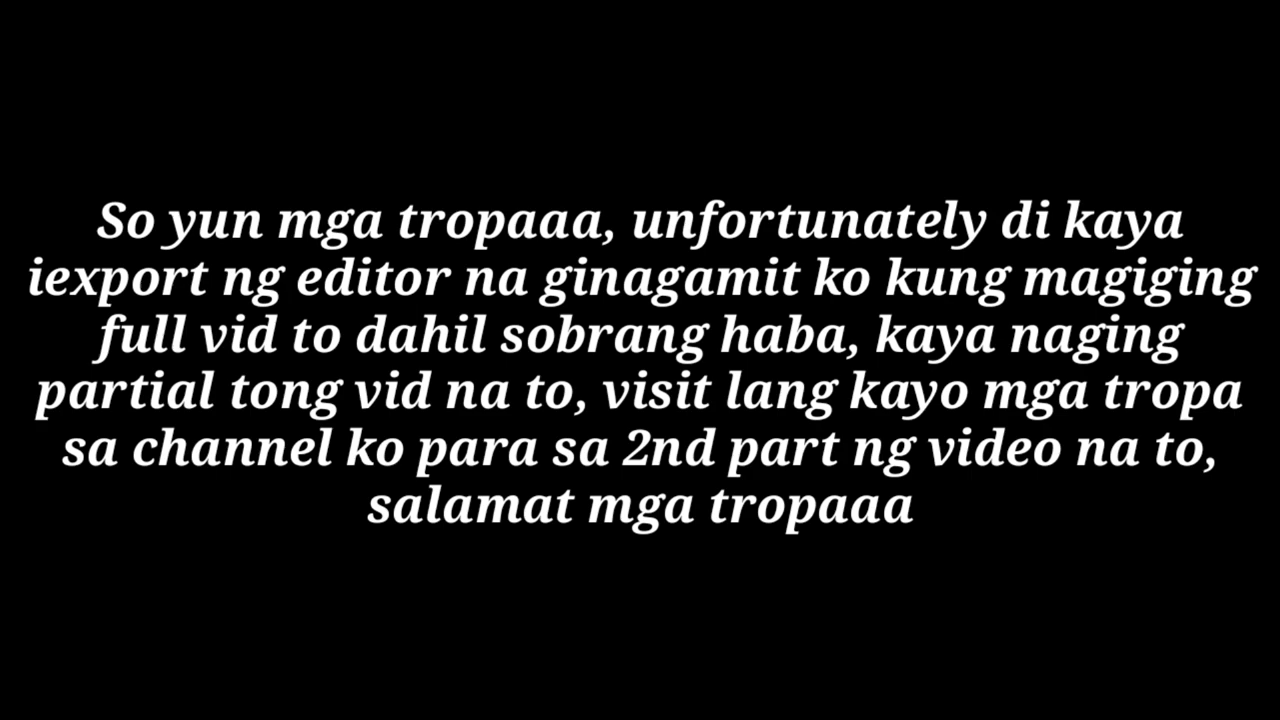 So yun mga tropaaa, unfortunately di kaya
iexport ng editor na ginagamit ko kung magiging
full vid to dahil sobrang haba, kaya naging
partial tong vid na to, visit lang kayo mga tropa
sa channel ko para sa 2nd part ng video na to,
salamat mga tropaaa